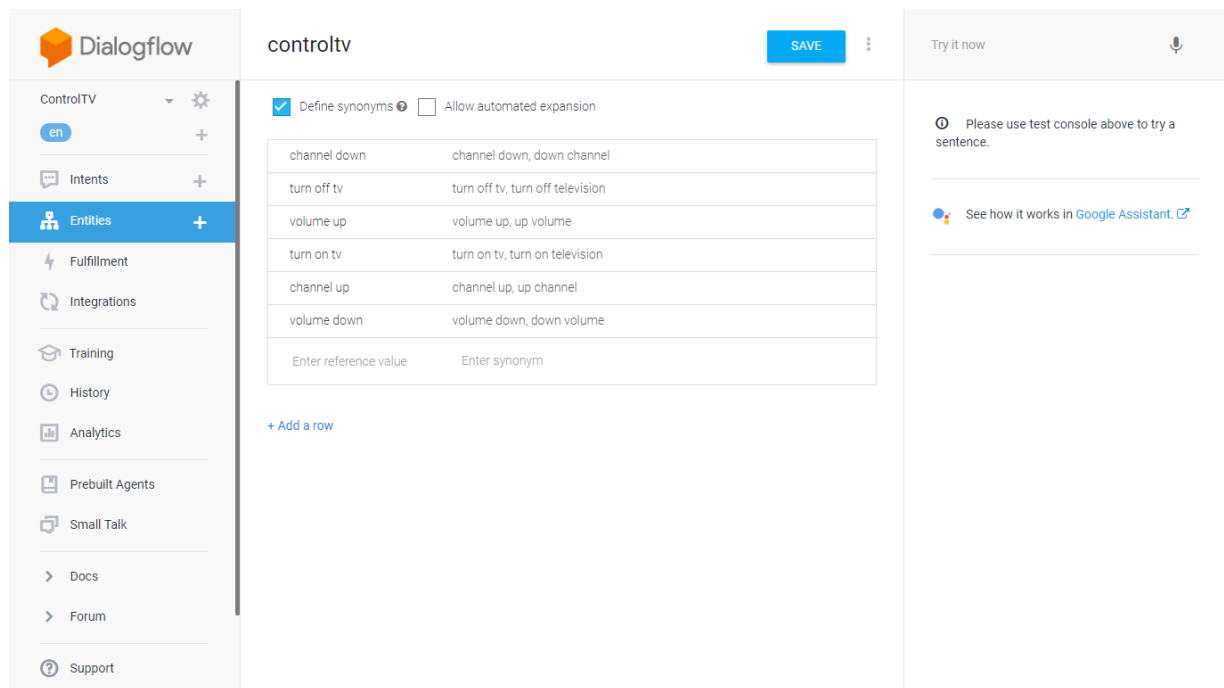 Dialogflow
controltv
SAVE
Try it now
ControlTV
en
Intents
Entities
Fulfillment
Integrations
Training
History
Analytics
Prebuilt Agents
Small Talk
Docs
Forum
Support
Define synonyms
Allow automated expansion
channel down channel down, down channel
turn off tv turn off tv, turn off television
volume up volume up, up volume
turn on tv turn on tv, turn on television
channel up channel up, up channel
volume down volume down, down volume
Enter reference value Enter synonym
+ Add a row
Please use test console above to try a
sentence.
See how it works in Google Assistant.